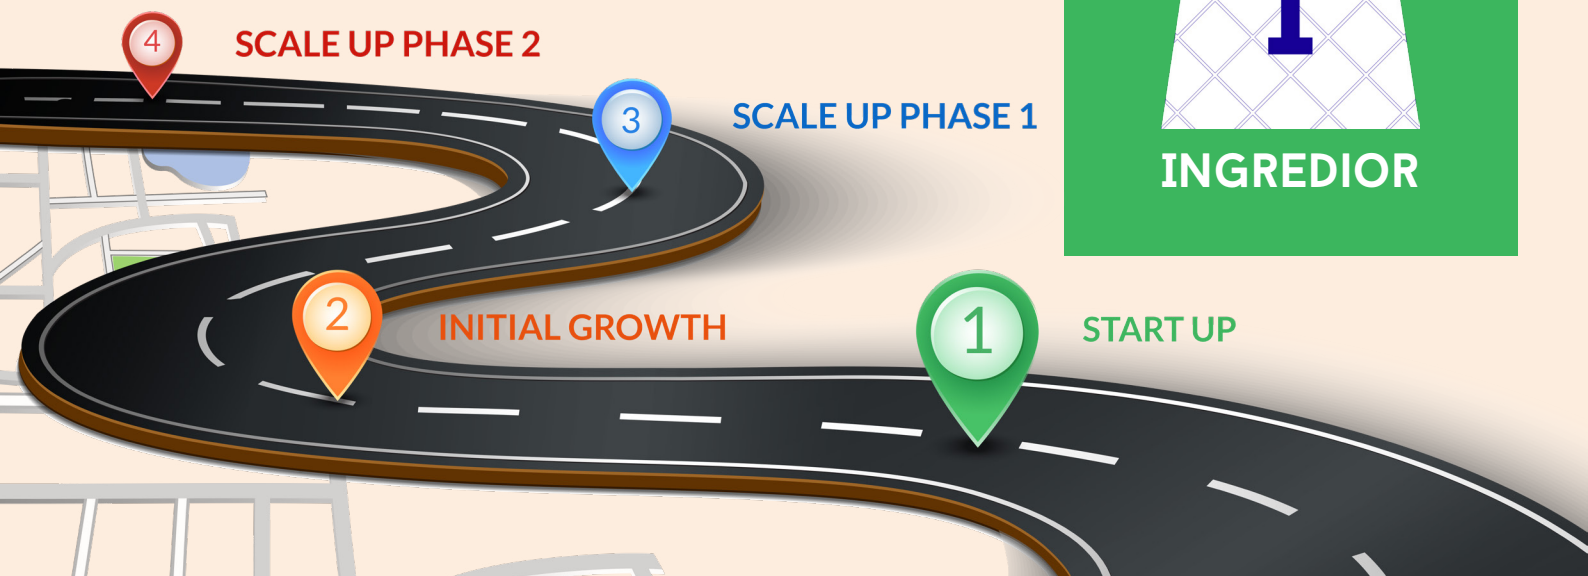 4
SCALE UP PHASE 2
3
SCALE UP PHASE 1
I
INGREDIOR
2
INITIAL GROWTH
1
START UP